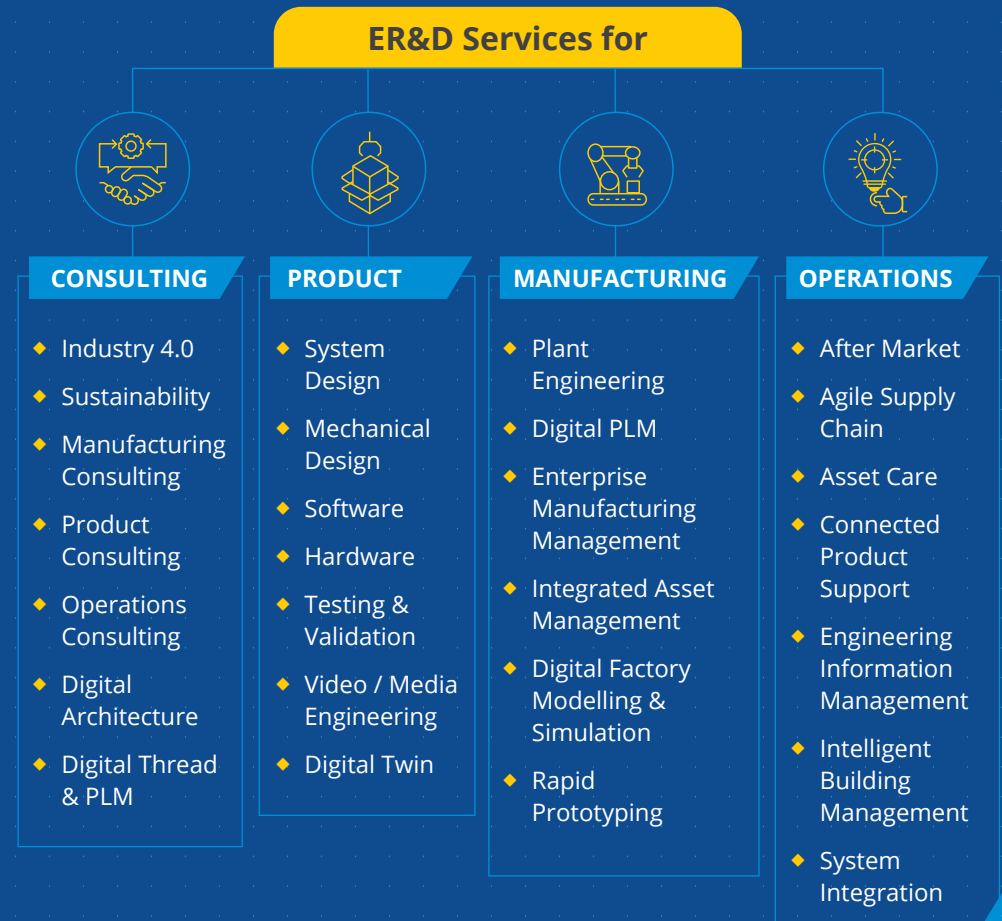 ER&D Services for
CONSULTING
Industry 4.0
Sustainability
Manufacturing
Consulting
Product
Consulting
Operations
Consulting
Digital
Architecture
Digital Thread
& PLM
PRODUCT
System
Design
Mechanical
Design
Software
Hardware
Testing &
Validation
Video / Media
Engineering
Digital Twin
MANUFACTURING
Plant
Engineering
Digital PLM
Enterprise
Manufacturing
Management
Integrated Asset
Management
Digital Factory
Modelling &
Simulation
Rapid
Prototyping
OPERATIONS
After Market
Agile Supply
Chain
Asset Care
Connected
Product
Support
Engineering
Information
Management
Intelligent
Building
Management
System
Integration